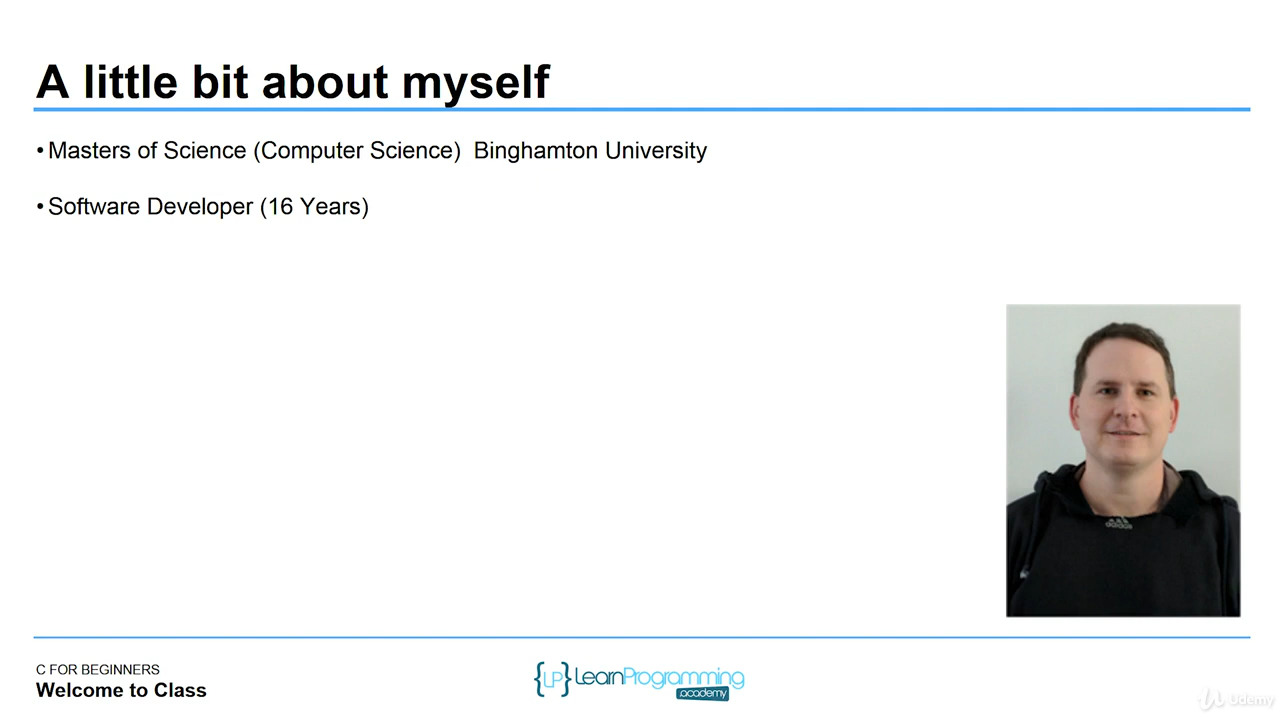 A little bit about myself
• Masters of Science (Computer Science)  Binghamton University
• Software Developer (16 Years)
adidas
C FOR BEGINNERS
Welcome to Class
{LP} LearnProgramming
.academy
Udemy